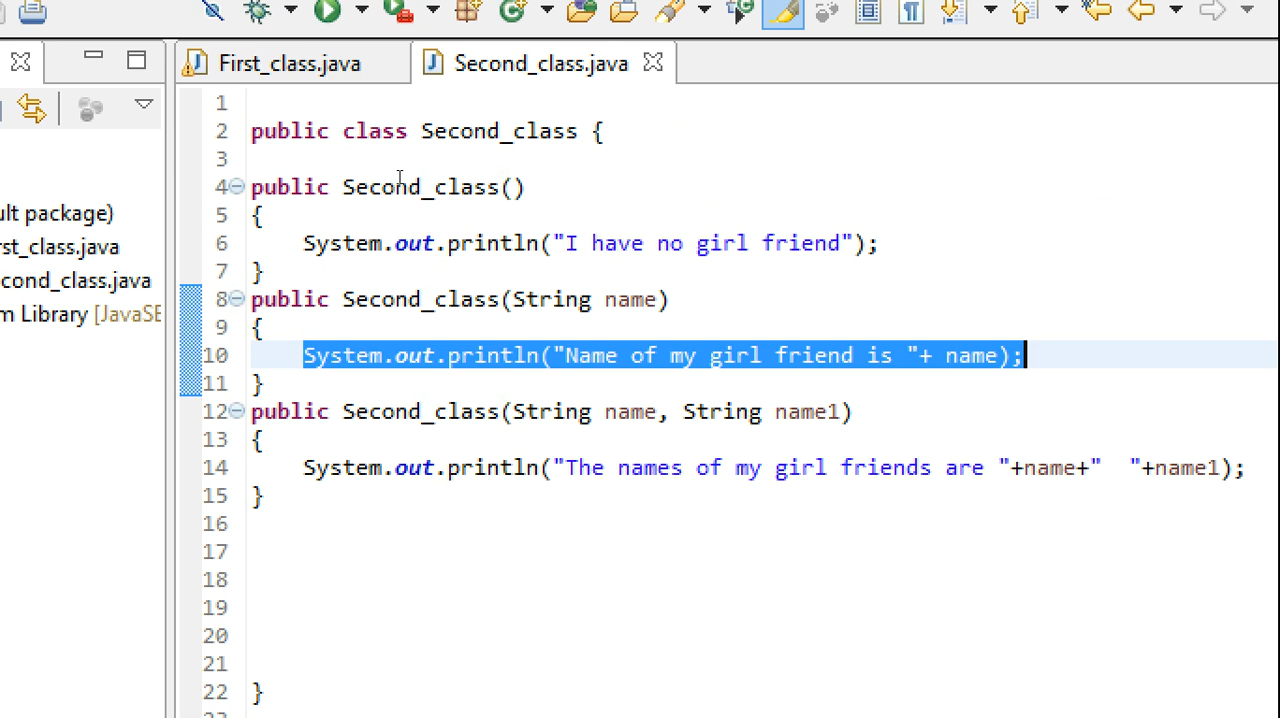 First_class.java
Second_class.java
1
2 public class Second_class {
3
4 public Second_class()
5 {
6 System.out.println("I have no girl friend");
7 }
8 public Second_class(String name)
9 {
10 System.out.println("Name of my girl friend is "+ name);
11 }
12 public Second_class(String name, String name1)
13 {
14 System.out.println("The names of my girl friends are "+name+"  "+name1);
15 }
16
17
18
19
20
21
22 }
ult package)
rst_class.java
cond_class.java
m Library [JavaSE